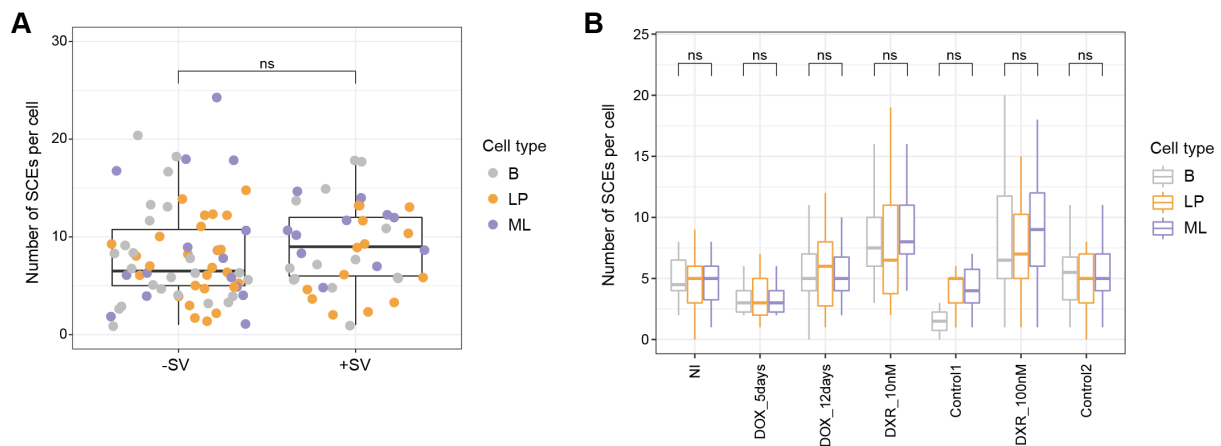 A
Number of SCEs per cell
30
20
10
0
ns
-SV
+SV
Cell type
B
LP
ML
B
Number of SCEs per cell
25
20
15
10
5
0
ns ns ns ns ns ns ns
NI
DOX_5days
DOX_12days
DXR_10nM
Control1
DXR_100nM
Control2
Cell type
B
LP
ML